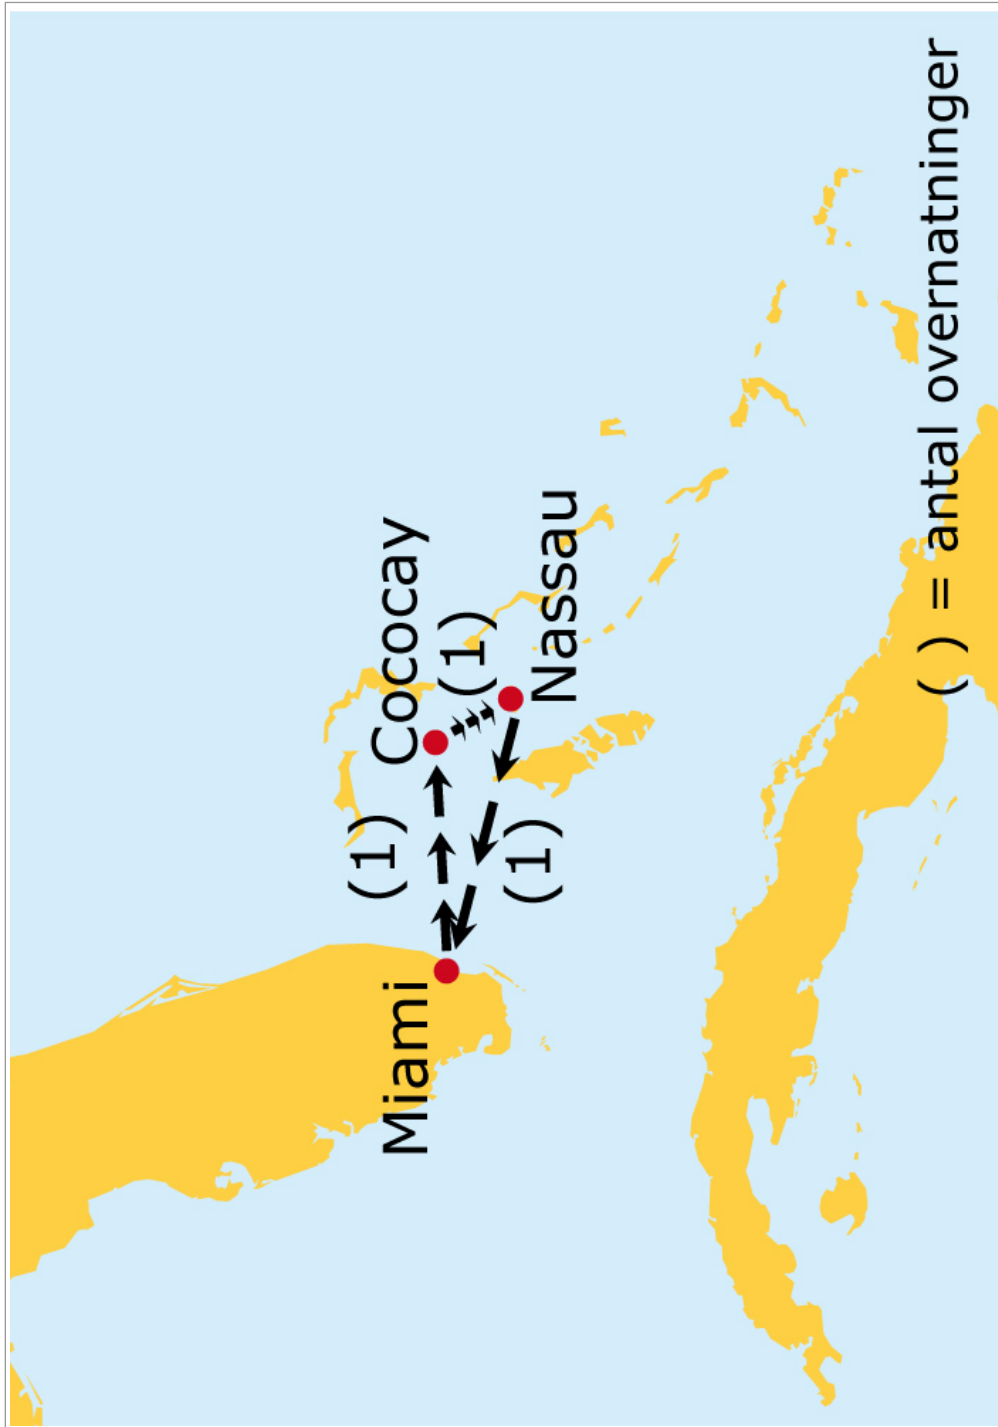 Cococay
(1)
(1)
Nassau
(1)
Miami
( ) = antal overnatninger